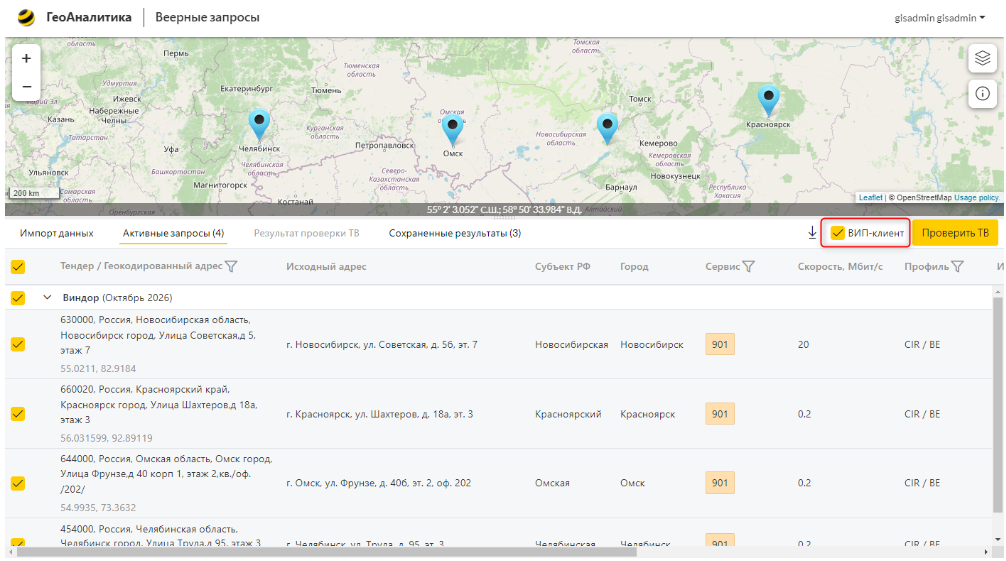 ГеоАналитика
Веерные запросы
gisadmin gisadmin
+
−
область
Пермь
Томская
область
Тюменская
область
Удмуртия
Екатеринбург
Тюмень
Томск
Ижевск
Казань
Набережные
Челны
Омская
Красноярск
Татарстан
Курганская
область
Новосибирская
область
Кемерово
Уфа
Челябинск
Петропавловск
Омск
Кемеровская
область
Ульяновск
Башкортостан
Челябинская
область
Северо-
Казахстанская
область
Новокузнецк
Магнитогорск
Барнаул
Республика
Хакасия
200 km
Самарская
Костанай
Leaflet | © OpenStreetMap Usage policy
Оренбургская
55° 2' 3.052" С.Ш.; 58° 50' 33.984" В.Д.
Алтайский
Импорт данных
Активные запросы (4)
Результат проверки ТВ
Сохраненные результаты (3)
ВИП-клиент
Проверить ТВ
Тендер / Геокодированный адрес
Исходный адрес
Субъект РФ
Город
Сервис
Скорость, Мбит/с
Профиль
И
Виндор (Октябрь 2026)
630000, Россия, Новосибирская область,
Новосибирск город, Улица Советская,д 5,
этаж 7
55.0211, 82.9184
г. Новосибирск, ул. Советская, д. 5б, эт. 7
Новосибирская
Новосибирск
901
20
CIR / BE
660020, Россия, Красноярский край,
Красноярск город, Улица Шахтеров,д 18а,
этаж 3
56.031599, 92.89119
г. Красноярск, ул. Шахтеров, д. 18а, эт. 3
Красноярский
Красноярск
901
0.2
CIR / BE
644000, Россия, Омская область, Омск город,
Улица Фрунзе,д 40 корп 1, этаж 2,кв./оф.
/202/
54.9935, 73.3632
г. Омск, ул. Фрунзе, д. 40б, эт. 2, оф. 202
Омская
Омск
901
0.2
CIR / BE
454000, Россия, Челябинская область,
Челябинск город, Улица Труда,д 95, этаж 3
г. Челябинск, ул. Труда, д. 95, эт. 3
Челябинская
Челябинск
901
0.2
CIR / BE